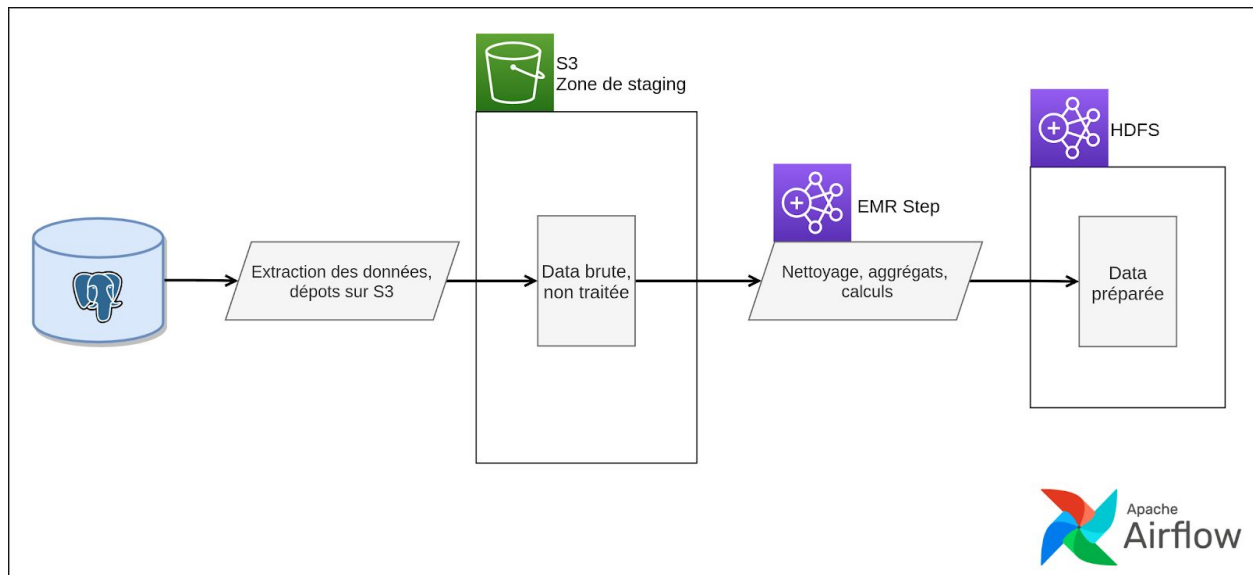 S3
Zone de staging
HDFS
EMR Step
Extraction des données,
dépots sur S3
Data brute,
non traitée
Nettoyage, aggrégats,
calculs
Data
préparée
Apache
Airflow